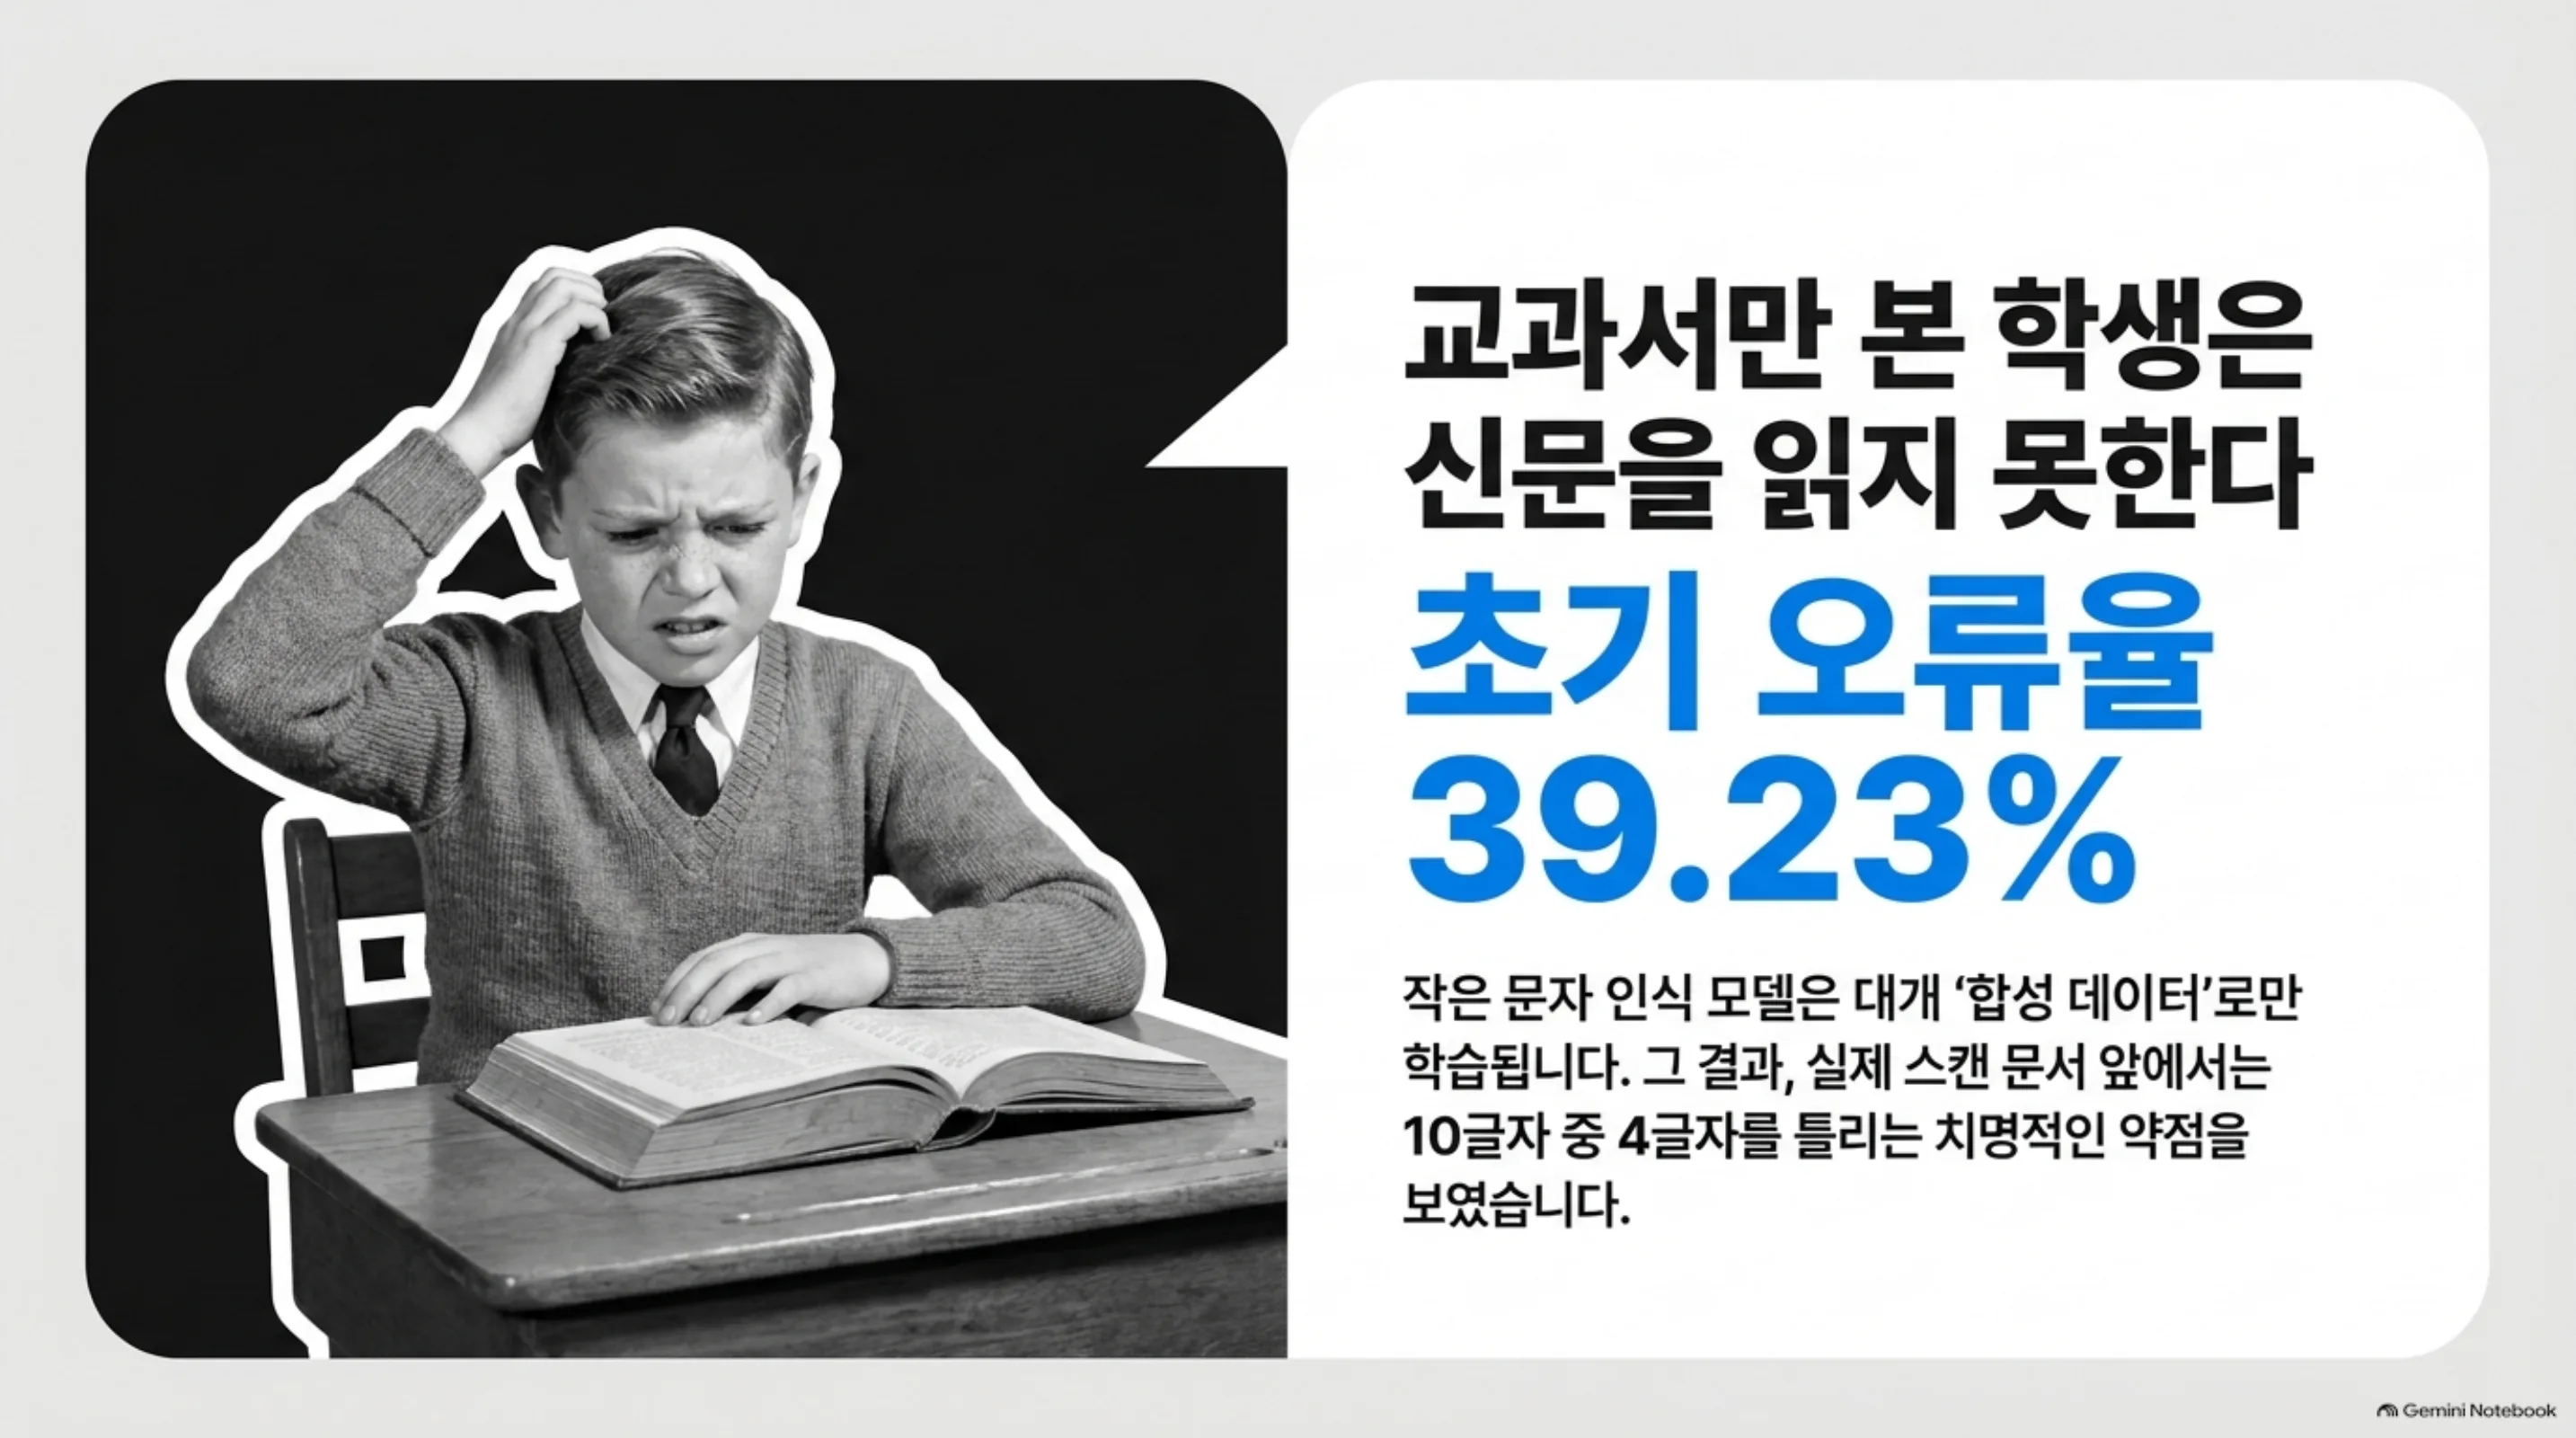 교과서만 본 학생은
신문을 읽지 못한다
초기 오류율
39.23%
작은 문자 인식 모델은 대개 ‘합성 데이터’로만
학습됩니다. 그 결과, 실제 스캔 문서 앞에서는
10글자 중 4글자를 틀리는 치명적인 약점을
보였습니다.
Gemini Notebook